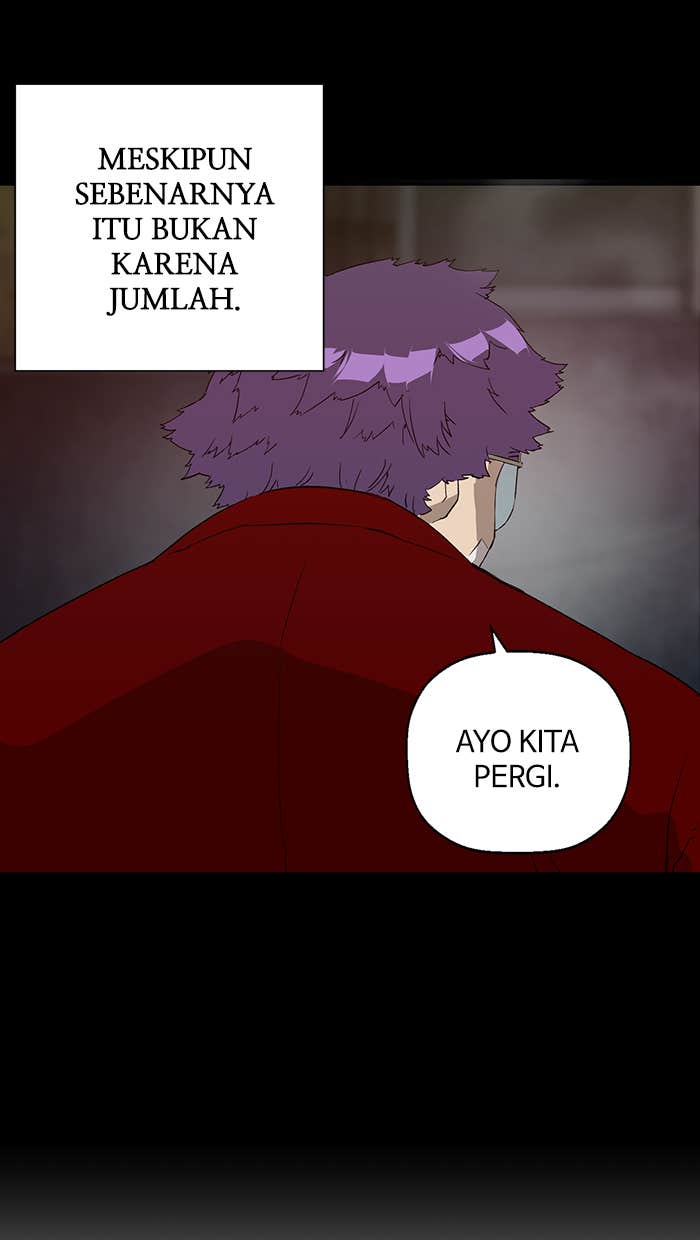 MESKIPUN
SEBENARNYA
ITU BUKAN
KARENA
JUMLAH.
AYO KITA
PERGI.